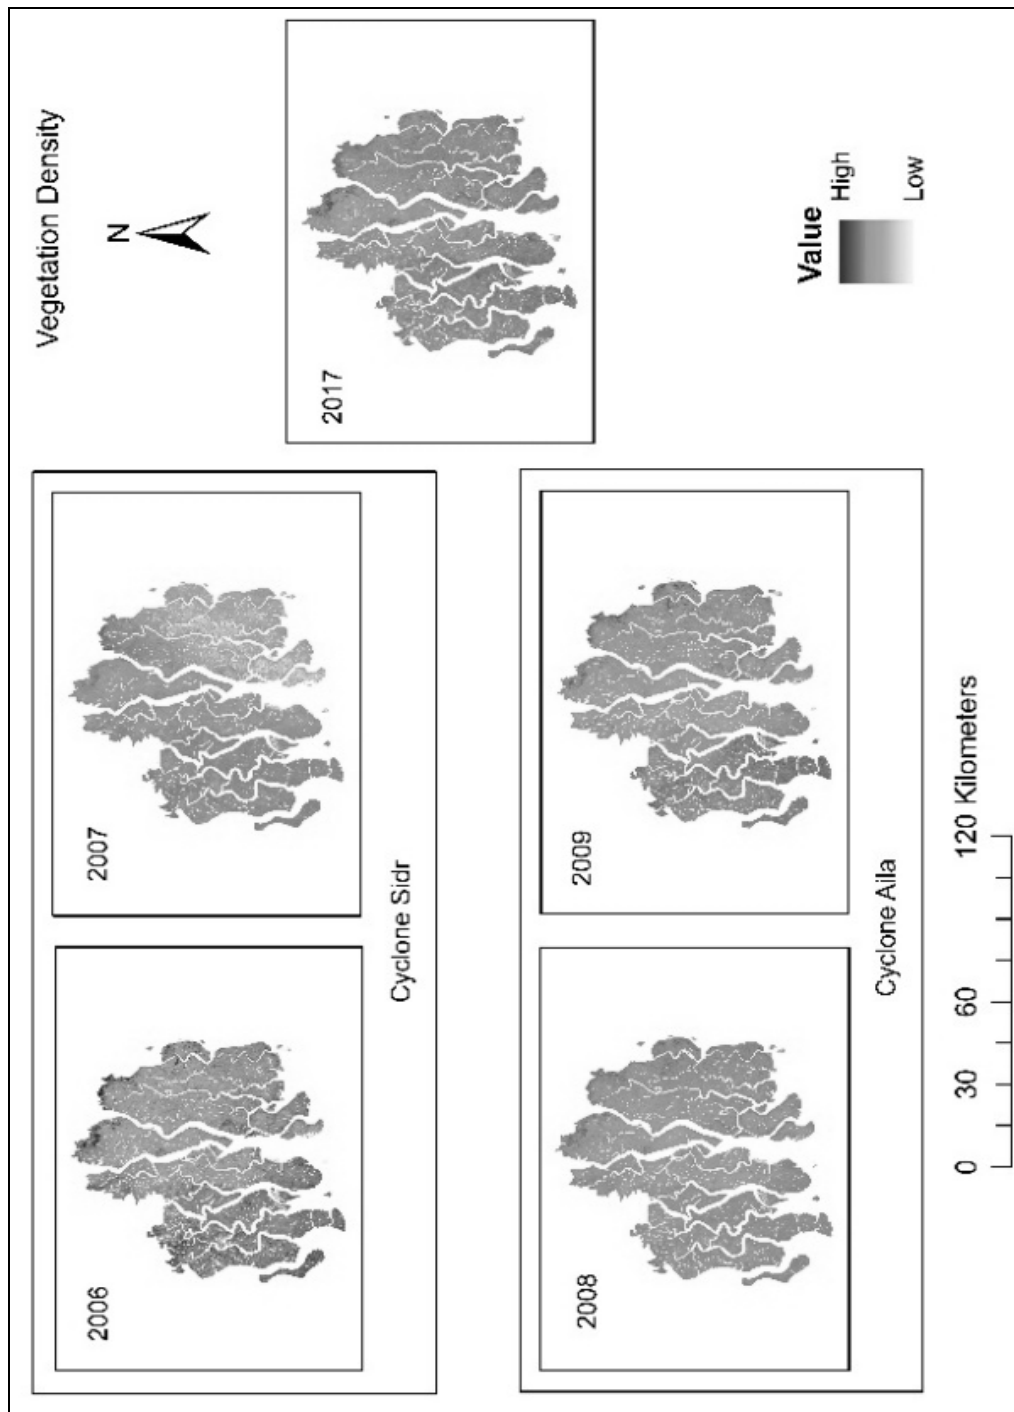 Vegetation Density
N
2006
2007
Cyclone Sidr
2017
2008
2009
Cyclone Aila
Value
High
Low
0 30 60 120 Kilometers